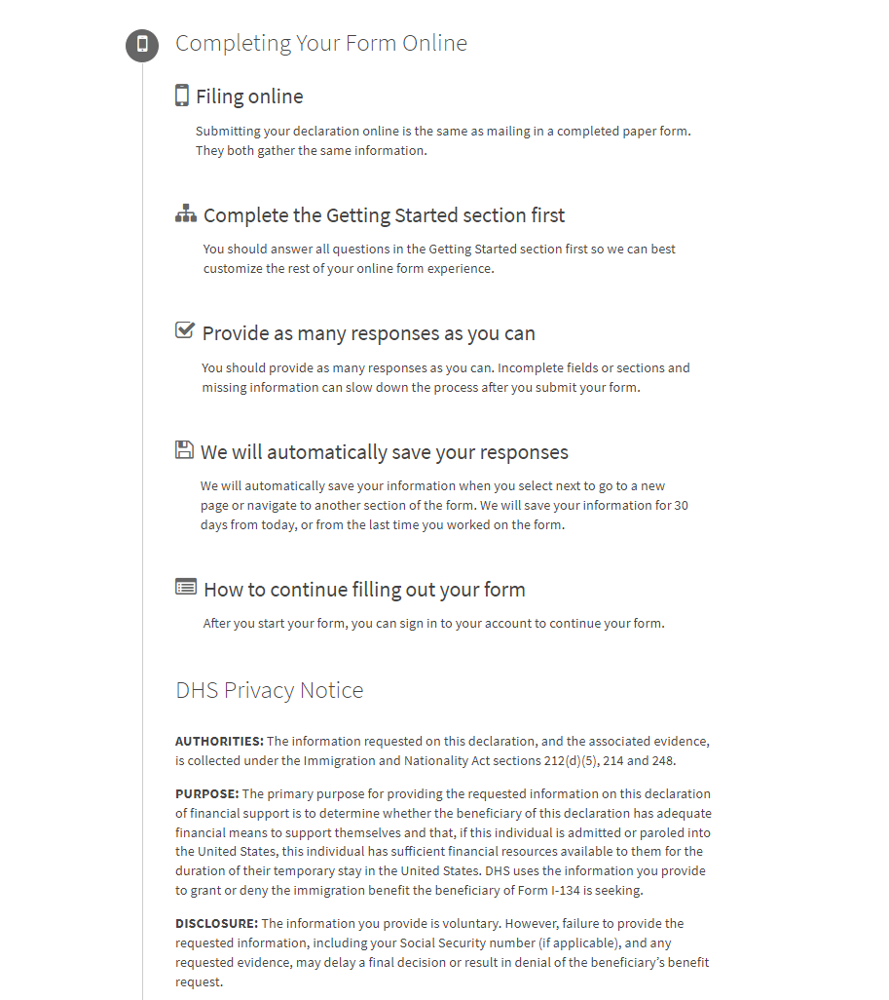 Completing Your Form Online
Filing online
Submitting your declaration online is the same as mailing in a completed paper form.
They both gather the same information.
Complete the Getting Started section first
You should answer all questions in the Getting Started section first so we can best
customize the rest of your online form experience.
Provide as many responses as you can
You should provide as many responses as you can. Incomplete fields or sections and
missing information can slow down the process after you submit your form.
We will automatically save your responses
We will automatically save your information when you select next to go to a new
page or navigate to another section of the form. We will save your information for 30
days from today, or from the last time you worked on the form.
How to continue filling out your form
After you start your form, you can sign in to your account to continue your form.
DHS Privacy Notice
AUTHORITIES: The information requested on this declaration, and the associated evidence,
is collected under the Immigration and Nationality Act sections 212(d)(5), 214 and 248.
PURPOSE: The primary purpose for providing the requested information on this declaration
of financial support is to determine whether the beneficiary of this declaration has adequate
financial means to support themselves and that, if this individual is admitted or paroled into
the United States, this individual has sufficient financial resources available to them for the
duration of their temporary stay in the United States. DHS uses the information you provide
to grant or deny the immigration benefit the beneficiary of Form I-134 is seeking.
DISCLOSURE: The information you provide is voluntary. However, failure to provide the
requested information, including your Social Security number (if applicable), and any
requested evidence, may delay a final decision or result in denial of the beneficiary’s benefit
request.